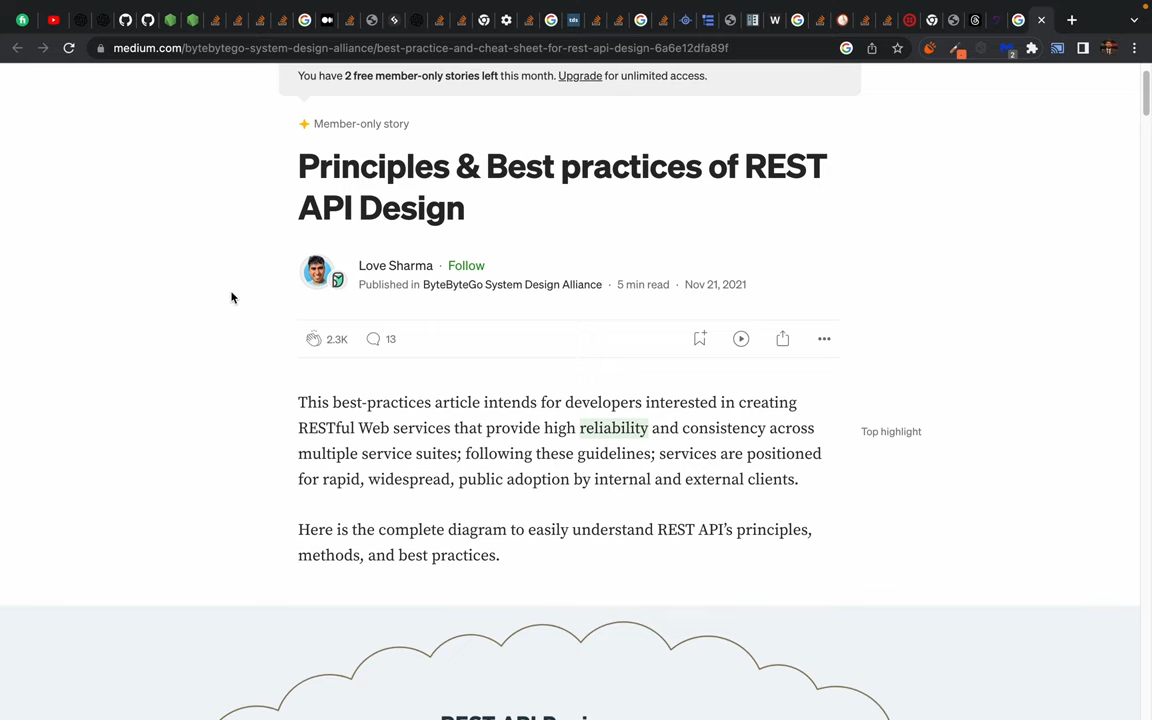 medium.com/bytebytego-system-design-alliance/best-practice-and-cheat-sheet-for-rest-api-design-6a6e12dfa89f
You have 2 free member-only stories left this month. Upgrade for unlimited access.
Member-only story
Principles & Best practices of REST
API Design
Love Sharma · Follow
Published in ByteByteGo System Design Alliance · 5 min read · Nov 21, 2021
2.3K 13
This best-practices article intends for developers interested in creating
RESTful Web services that provide high reliability and consistency across
multiple service suites; following these guidelines; services are positioned
for rapid, widespread, public adoption by internal and external clients.
Top highlight
Here is the complete diagram to easily understand REST API’s principles,
methods, and best practices.